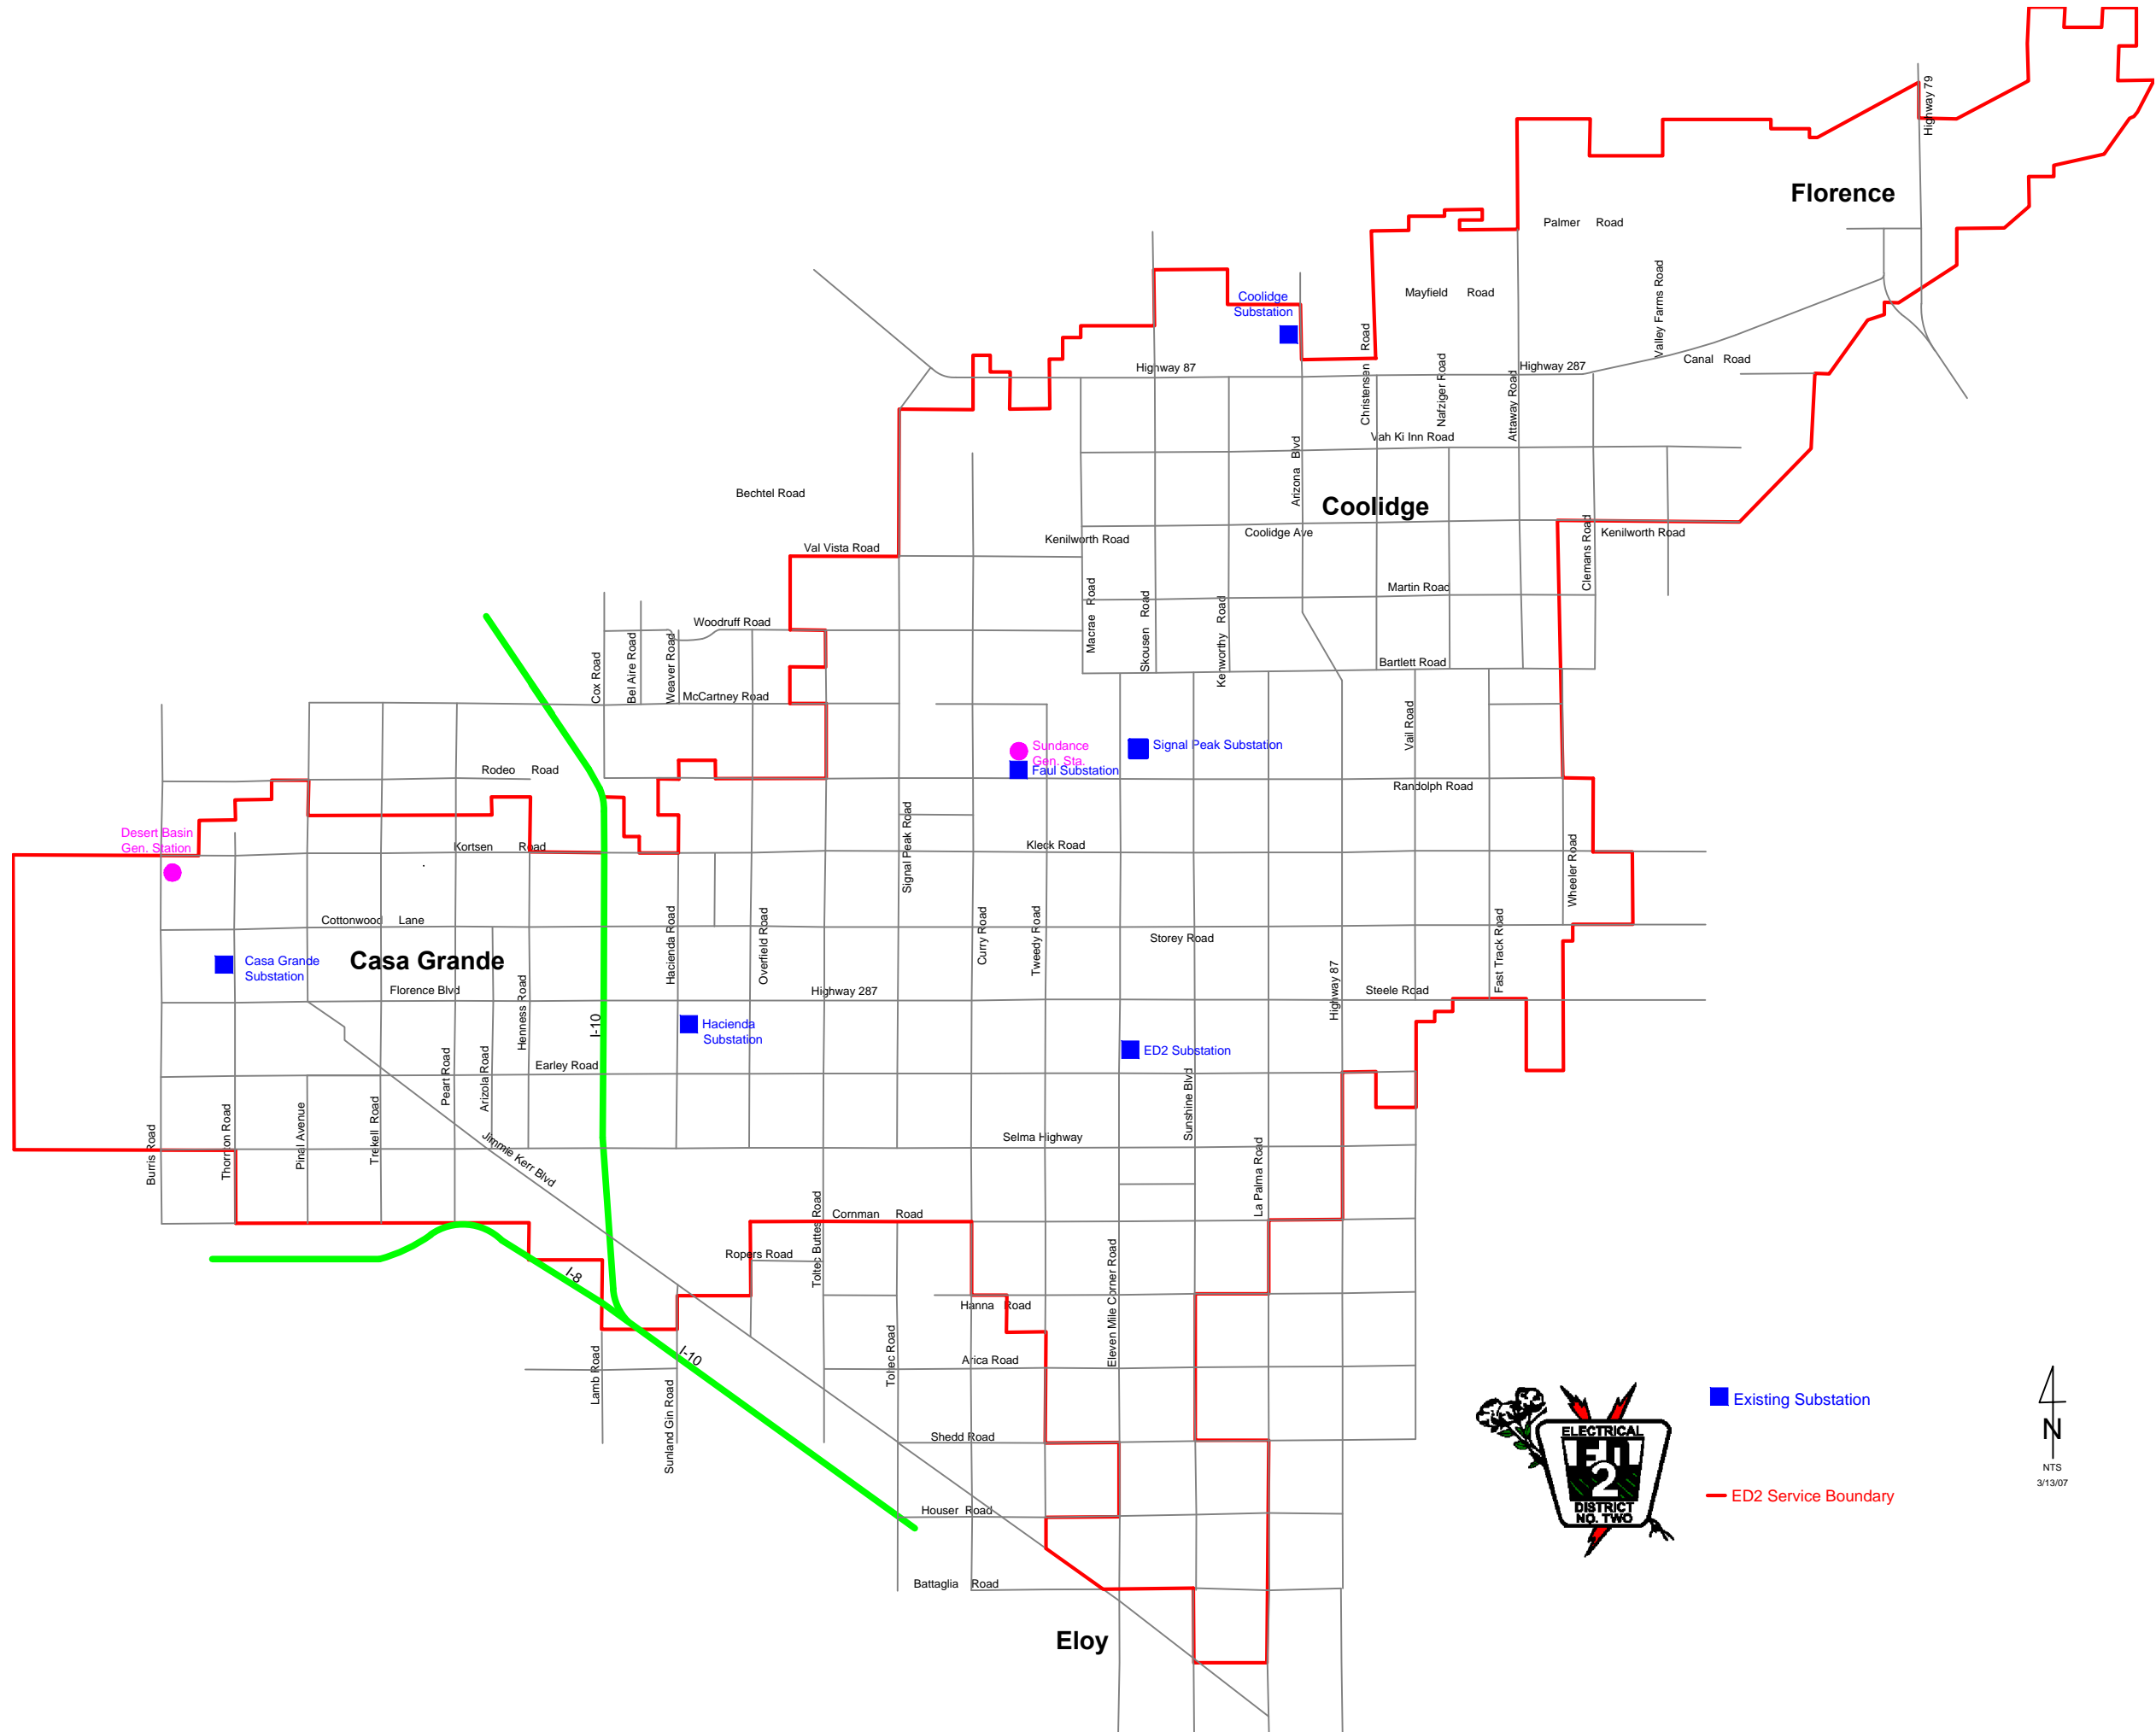 Highway 79
Florence
Palmer Road
Valley Farms Road
Mayfield Road
Coolidge
Substation
Christensen Road
Highway 87
Highway 287
Canal Road
Nafziger Road
Attaway Road
Vah Ki Inn Road
Arizona Blvd
Bechtel Road
Coolidge
Coolidge Ave
Kenilworth Road
Kenilworth Road
Clemans Road
Val Vista Road
Martin Road
Macrae Road
Skousen Road
Kenworthy Road
Woodruff Road
Cox Road
Bel Aire Road
Weaver Road
Bartlett Road
McCartney Road
Vail Road
Sundance
Gen. Sta.
Signal Peak Substation
Faul Substation
Rodeo Road
Randolph Road
Signal Peak Road
Desert Basin
Gen. Station
Kortsen Road
Kleck Road
Wheeler Road
Cottonwood Lane
Casa Grande
Casa Grande
Substation
Florence Blvd
Hacienda Road
Overfield Road
Curry Road
Tweedy Road
Storey Road
Fast Track Road
Highway 287
Highway 87
Steele Road
Henness Road
I-10
Hacienda
Substation
ED2 Substation
Earley Road
Peart Road
Arizola Road
Sunshine Blvd
Burris Road
Thornton Road
Pinal Avenue
Trekell Road
Jimmie Kerr Blvd
Selma Highway
La Palma Road
Cornman Road
Toltec Buttes Road
Ropers Road
Eleven Mile Corner Road
I-8
Hanna Road
Lamb Road
I-10
Toltec Road
Arica Road
Sunland Gin Road
Shedd Road
Houser Road
Battaglia Road
Eloy
ELECTRICAL
ED
2
DISTRICT
NO. TWO
Existing Substation
ED2 Service Boundary
N
NTS
3/13/07